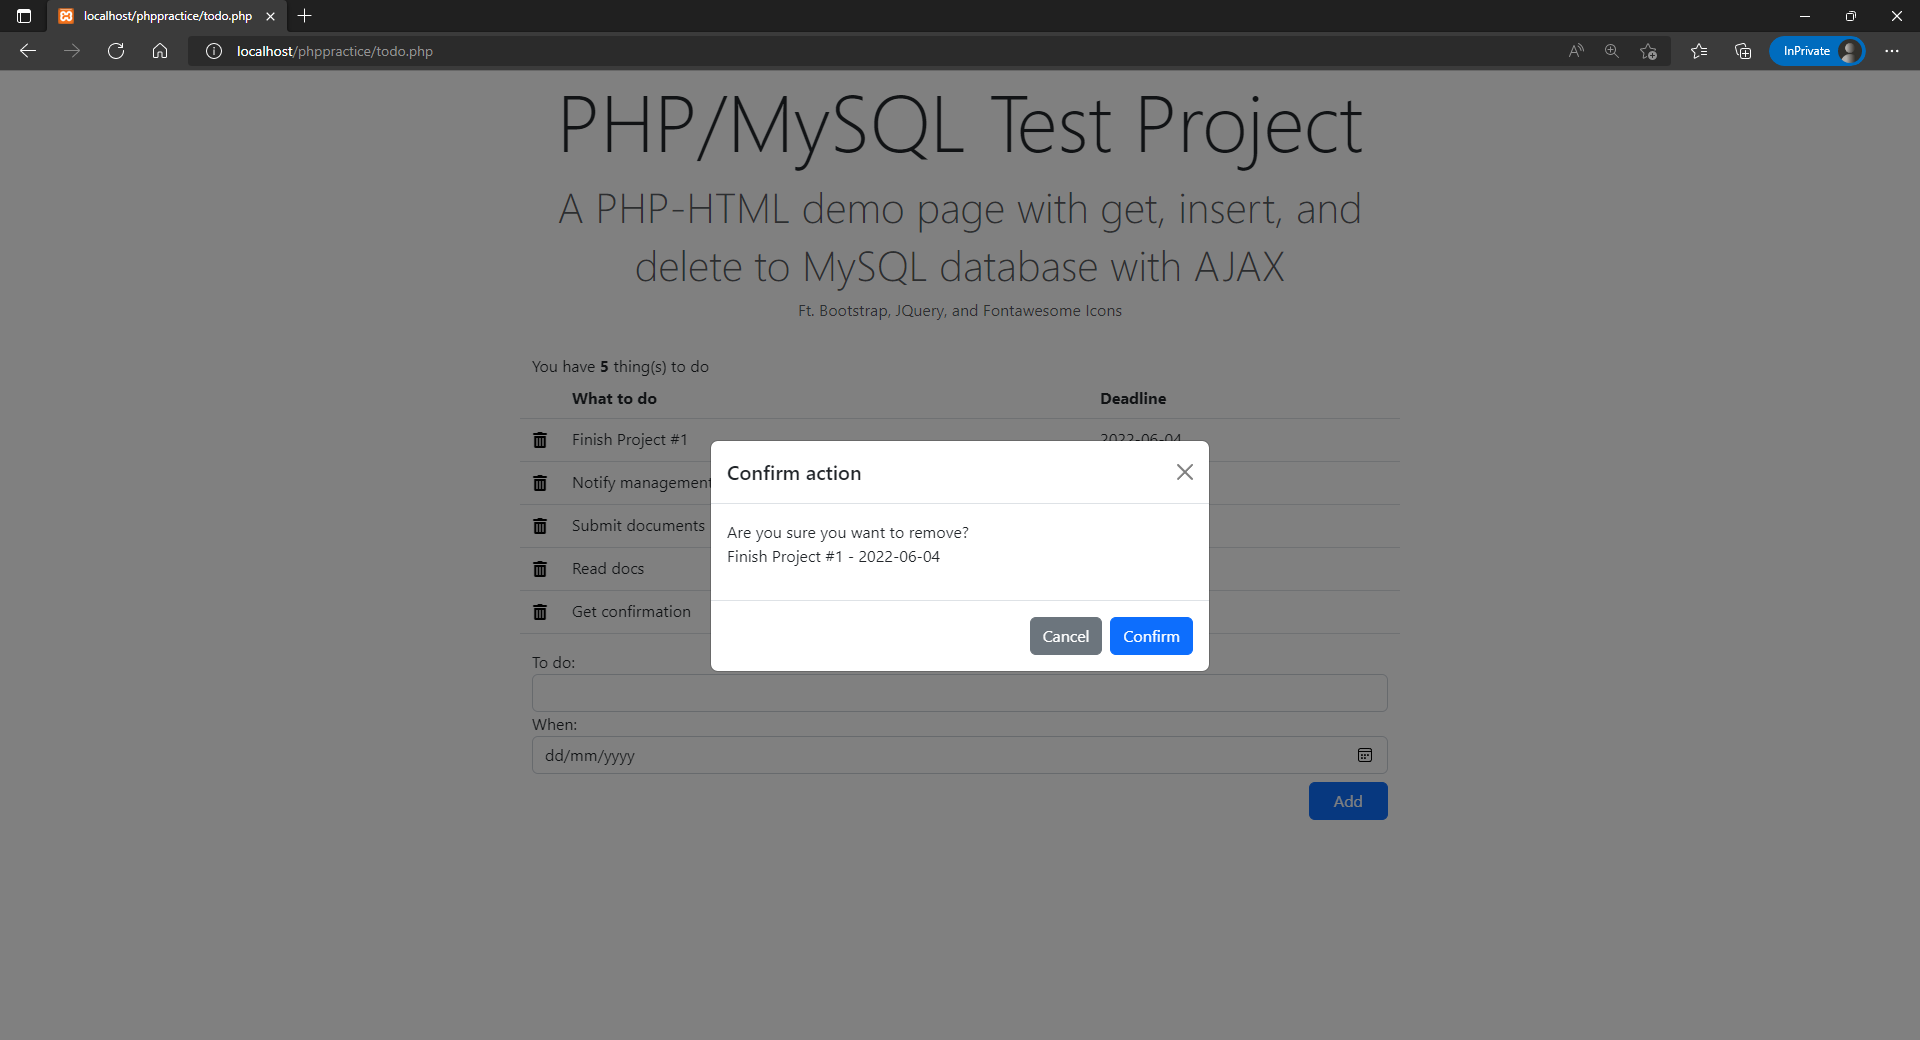 localhost/phppractice/todo.php
localhost/phppractice/todo.php
InPrivate
PHP/MySQL Test Project
A PHP-HTML demo page with get, insert, and
delete to MySQL database with AJAX
Ft. Bootstrap, JQuery, and Fontawesome Icons
You have 5 thing(s) to do
What to do Deadline
Finish Project #1 2022-06-04
Notify management
Submit documents
Read docs
Get confirmation
Confirm action
Are you sure you want to remove?
Finish Project #1 - 2022-06-04
Cancel Confirm
To do:
When:
dd/mm/yyyy
Add